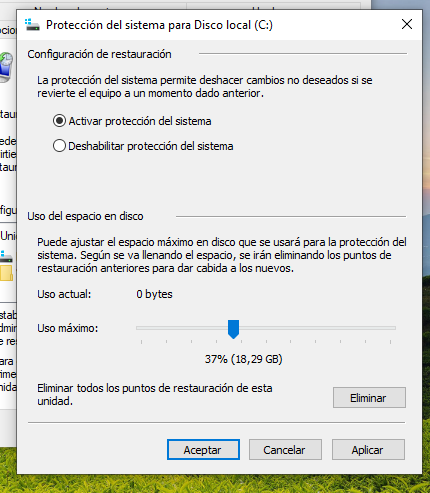 Protección del sistema para Disco local (C:)
Configuración de restauración
La protección del sistema permite deshacer cambios no deseados si se
revierte el equipo a un momento dado anterior.
Activar protección del sistema
Deshabilitar protección del sistema
Uso del espacio en disco
Puede ajustar el espacio máximo en disco que se usará para la protección del
sistema. Según se va llenando el espacio, se irán eliminando los puntos de
restauración anteriores para dar cabida a los nuevos.
Uso actual: 0 bytes
Uso máximo:
37% (18,29 GB)
Eliminar todos los puntos de restauración de esta
unidad.
Eliminar
Aceptar Cancelar Aplicar